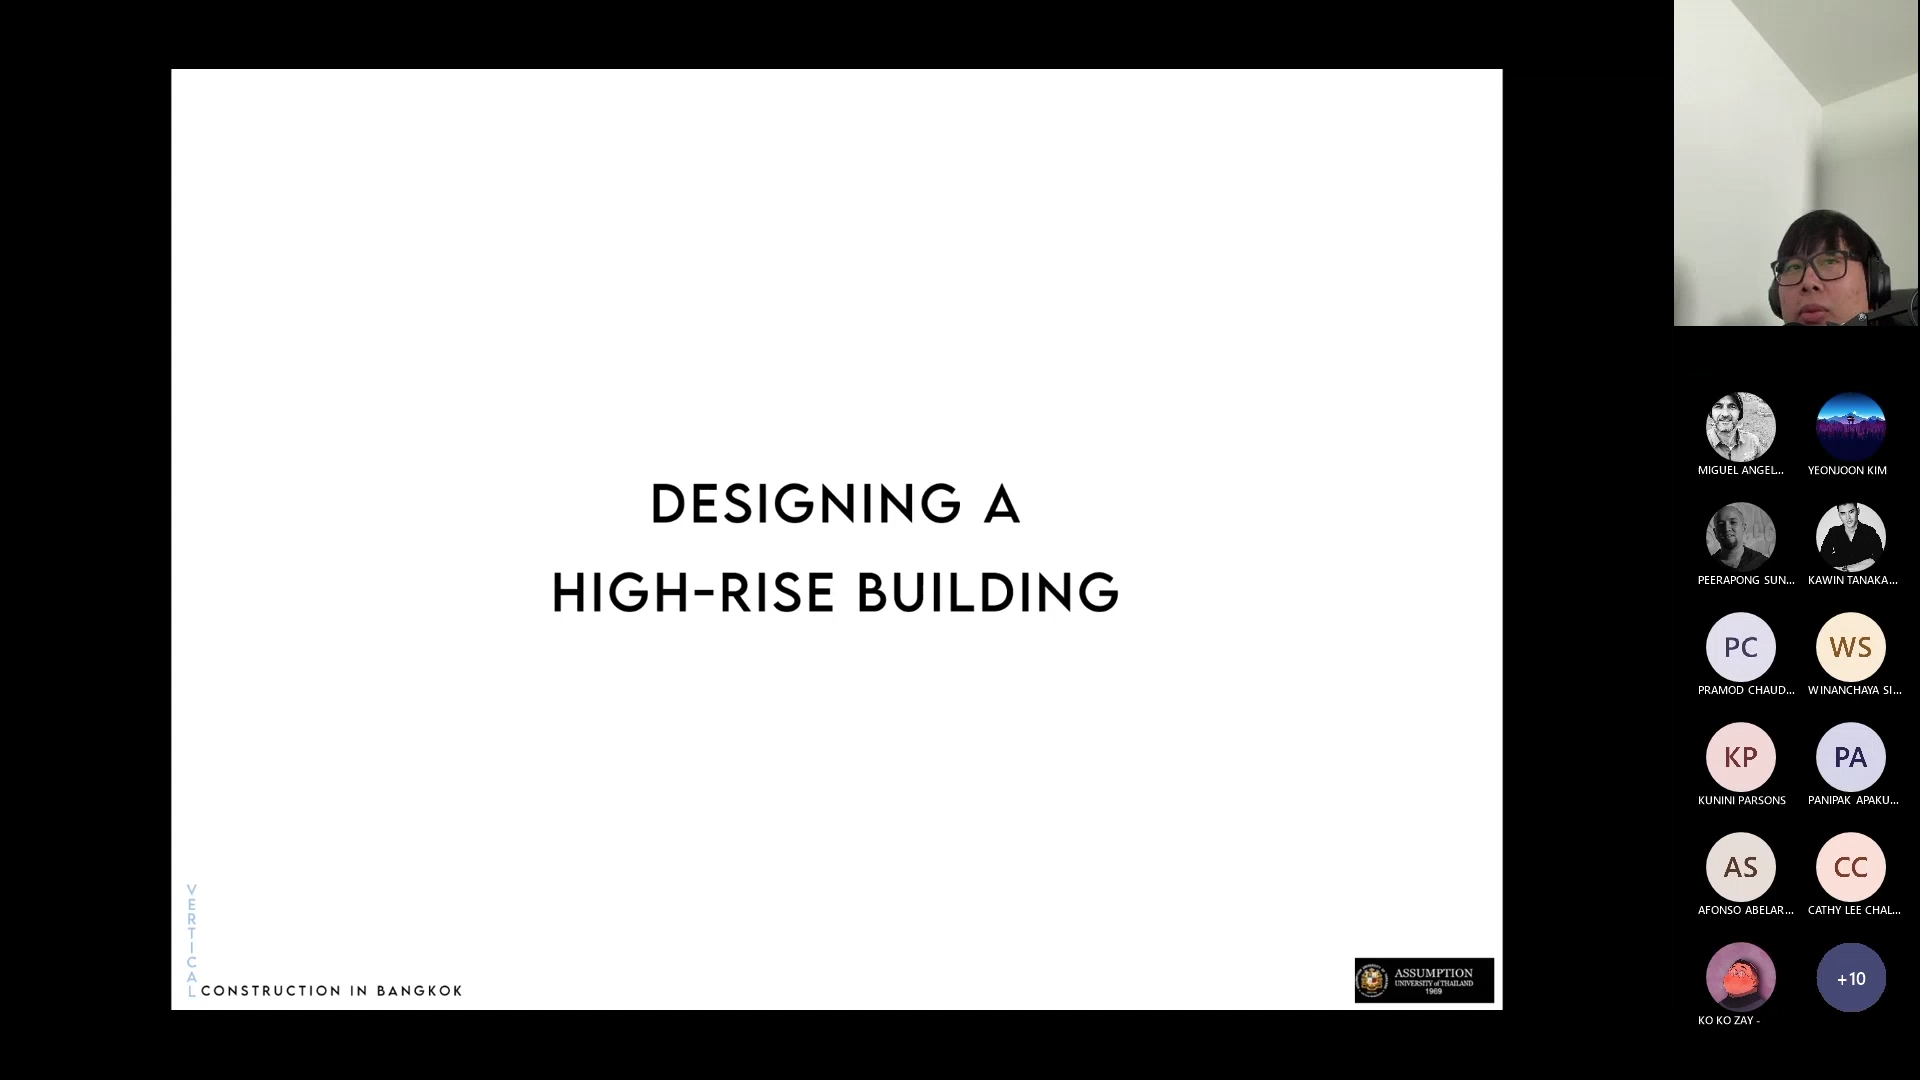 DESIGNING A
HIGH-RISE BUILDING
VERTICAL
CONSTRUCTION IN BANGKOK
ASSUMPTION
UNIVERSITY of THAILAND
1969
MIGUEL ANGEL...
YEONJOON KIM
PEERAPONG SUN...
KAWIN TANAKA...
PC
WS
PRAMOD CHAUD...
WINANCHAYA SI...
KP
PA
KUNINI PARSONS
PANIPAK APAKU...
AS
CC
AFONSO ABELAR...
CATHY LEE CHAL...
+10
KO KO ZAY -